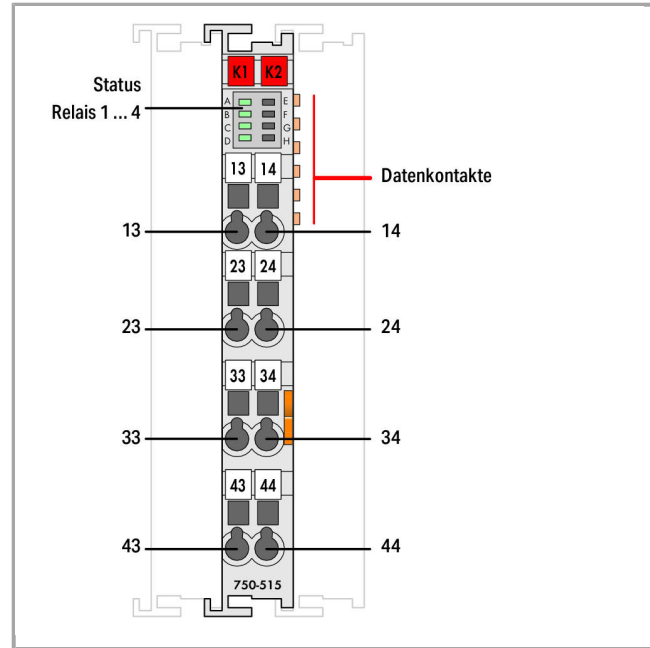 K1 K2
Status
Relais 1 ... 4
A E
B F
C G
D H
13 14
Datenkontakte
13 14
23 24
23 24
33 34
33 34
43 44
43 44
750-515